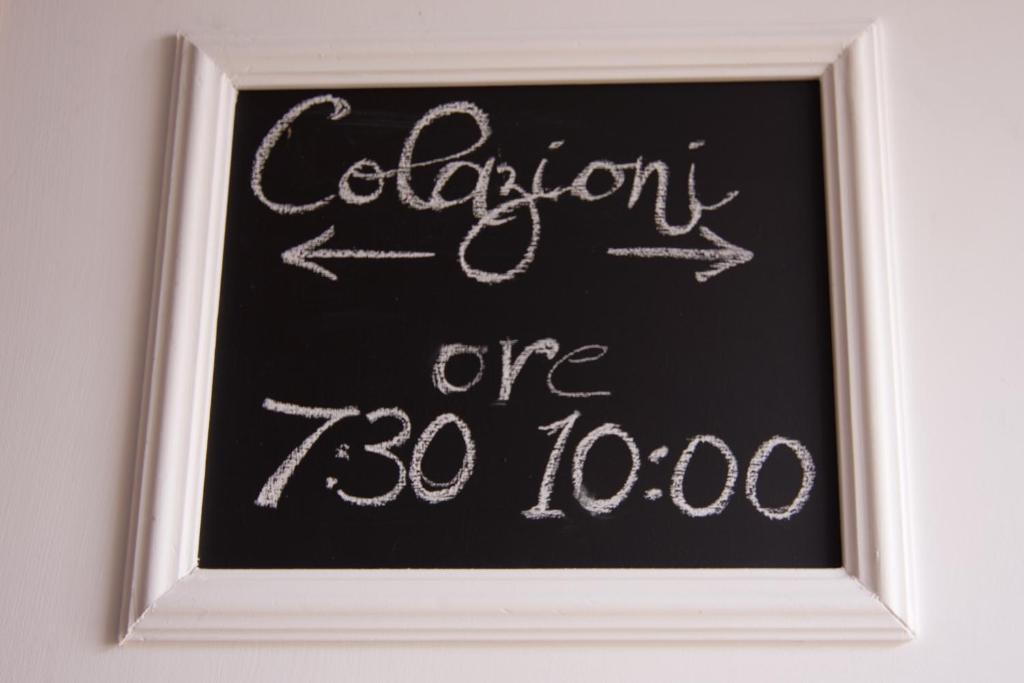 Colazioni
← →
ore
7:30 10:00